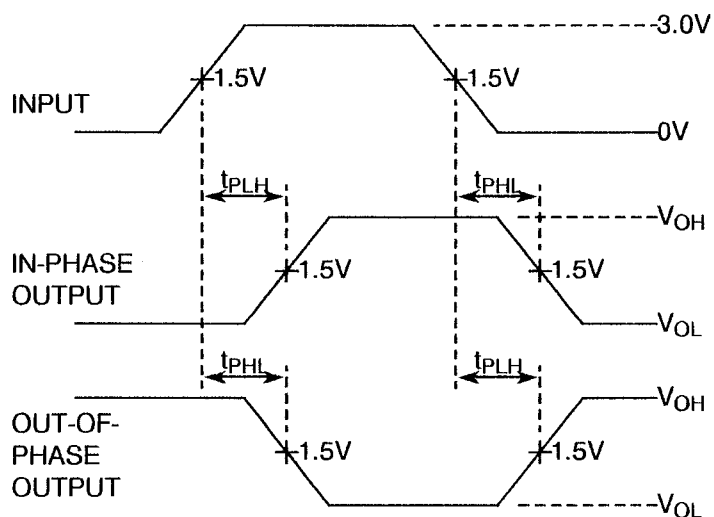 3.0V
1.5V 1.5V
INPUT
0V
tPLH tPHL
VOH
IN-PHASE
OUTPUT
1.5V 1.5V
VOL
tPHL tPLH
VOH
OUT-OF-
PHASE
OUTPUT
1.5V 1.5V
VOL